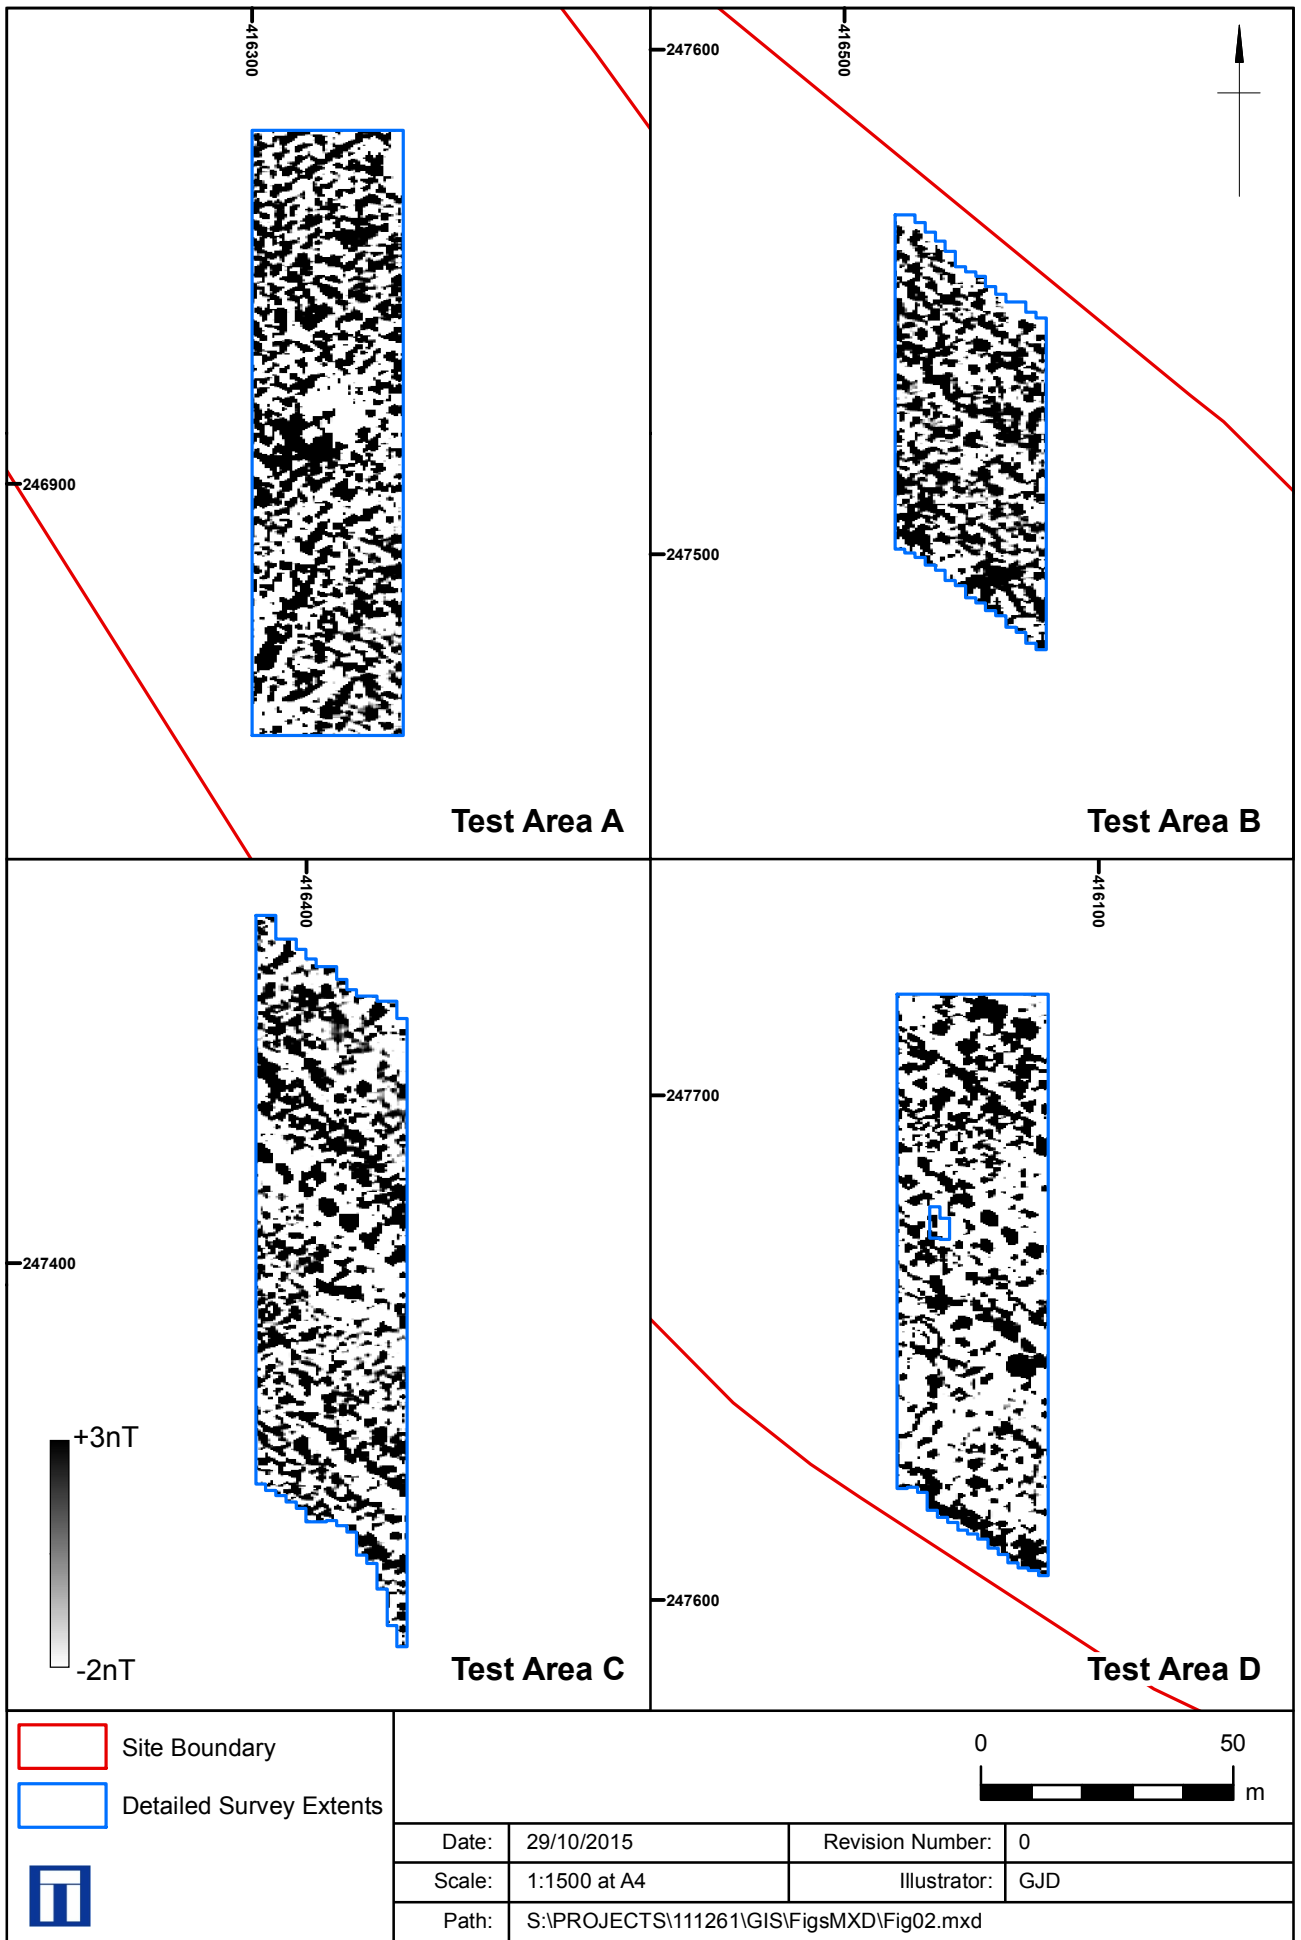 416300
246900
Test Area A
247600
416500
247500
Test Area B
416400
247400
+3nT
-2nT
Test Area C
416100
247700
247600
Test Area D
Site Boundary
Detailed Survey Extents
0 50
m
Date: 29/10/2015 Revision Number: 0
Scale: 1:1500 at A4 Illustrator: GJD
Path: S:\PROJECTS\111261\GIS\FigsMXD\Fig02.mxd